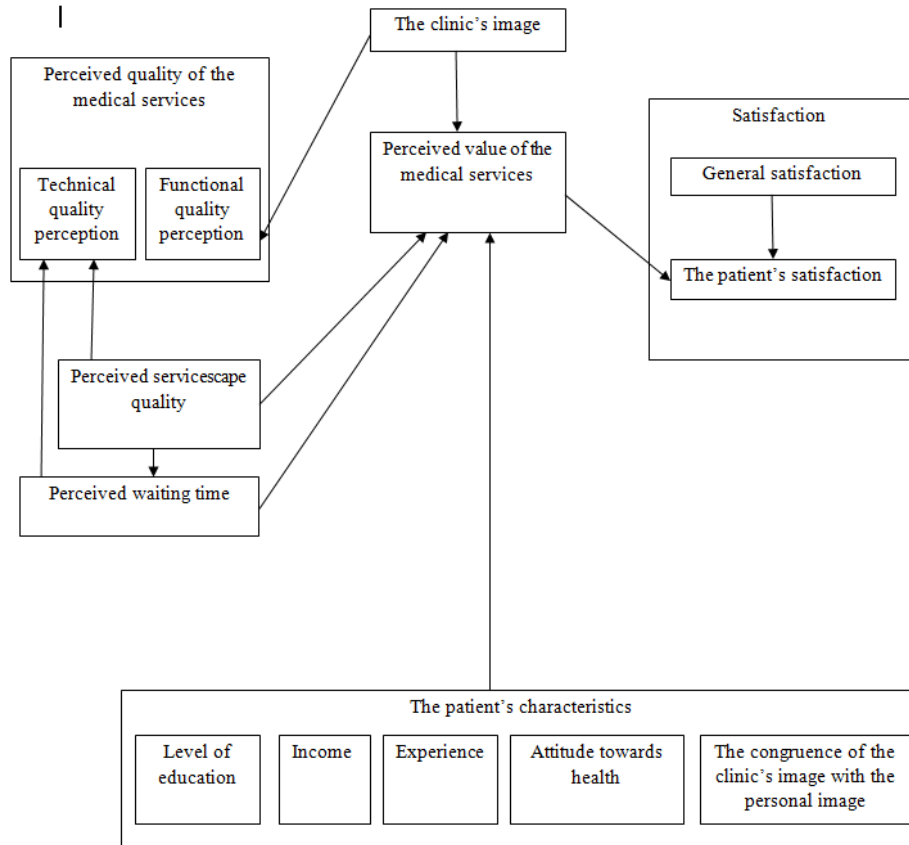 The clinic's image
Perceived quality of the
medical services
Technical
quality
perception
Functional
quality
perception
Perceived value of the
medical services
Satisfaction
General satisfaction
The patient's satisfaction
Perceived servicescape
quality
Perceived waiting time
The patient's characteristics
Level of
education
Income
Experience
Attitude towards
health
The congruence of the
clinic's image with the
personal image